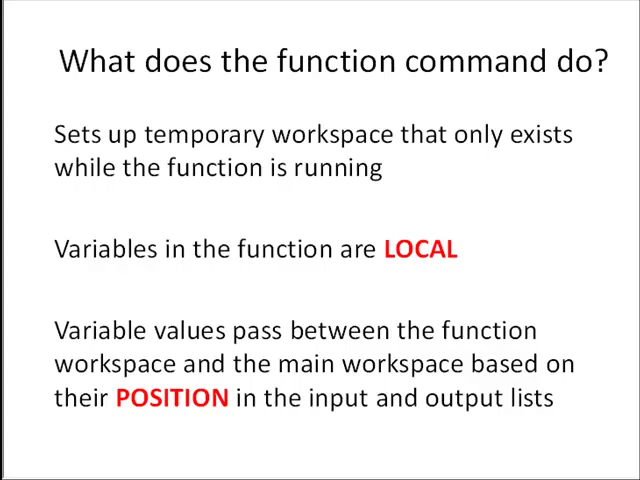 What does the function command do?
Sets up temporary workspace that only exists
while the function is running
Variables in the function are LOCAL
Variable values pass between the function
workspace and the main workspace based on
their POSITION in the input and output lists